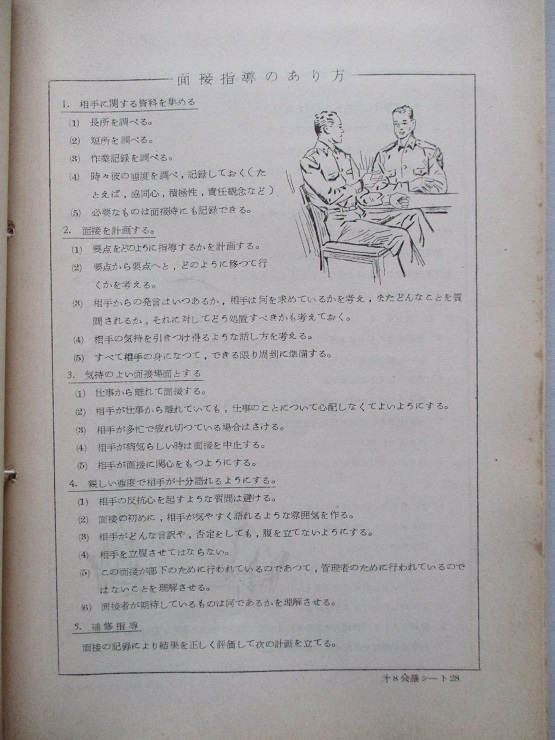 面接指導のあり方
1. 相手に関する資料を集める
(1) 長所を調べる。
(2) 短所を調べる。
(3) 作業記録を調べる。
(4) 時々彼の態度を調べ，記録しておく（た
とえば，協同心，積極性，責任観念など）
(5) 必要なものは面接時にも記録できる。
2. 面接を計画する。
(1) 要点をどのように指導するかを計画する。
(2) 要点から要点へと，どのように移つて行
くかを考える。
(3) 相手からの発言はいつあるか，相手は何を求めているかを考え，またどんなことを質
問されるか，それに対してどう処置すべきかも考えておく。
(4) 相手の気持を引きつけ得るような話し方を考える。
(5) すべて相手の身になつて，できる限り周到に準備する。
3. 気持のよい面接場面とする
(1) 仕事から離れて面接する。
(2) 相手が仕事から離れていても，仕事のことについて心配しなくてよいようにする。
(3) 相手が多忙で疲れ切つている場合はさける。
(4) 相手が病気らしい時は面接を中止する。
(5) 相手が面接に関心をもつようにする。
4. 親しい態度で相手が十分語れるようにする。
(1) 相手の反抗心を起すような質問は避ける。
(2) 面接の初めに，相手が気やすく語れるような雰囲気を作る。
(3) 相手がどんな言訳や，否定をしても，腹を立てないようにする。
(4) 相手を立腹させてはならない。
(5) この面接が部下のために行われているのであつて，管理者のために行われているので
はないことを理解させる。
(6) 面接者が期待しているものは何であるかを理解させる。
5. 補修指導
面接の記録により結果を正しく評価して次の計画を立てる。
才8会議シート28